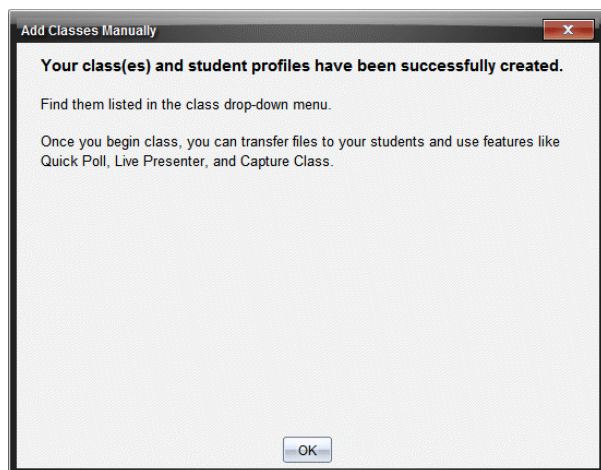 Add Classes Manually
X
Your class(es) and student profiles have been successfully created.
Find them listed in the class drop-down menu.
Once you begin class, you can transfer files to your students and use features like
Quick Poll, Live Presenter, and Capture Class.
OK